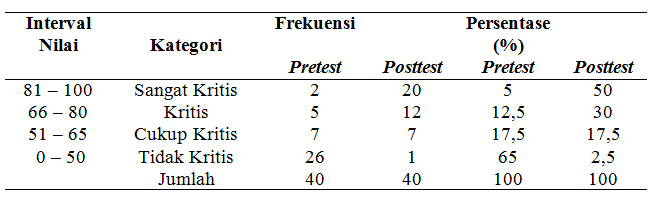 Interval Nilai Kategori Frekuensi Persentase (%)
Pretest Posttest Pretest Posttest
81 – 100 Sangat Kritis 2 20 5 50
66 – 80 Kritis 5 12 12,5 30
51 – 65 Cukup Kritis 7 7 17,5 17,5
0 – 50 Tidak Kritis 26 1 65 2,5
Jumlah 40 40 100 100